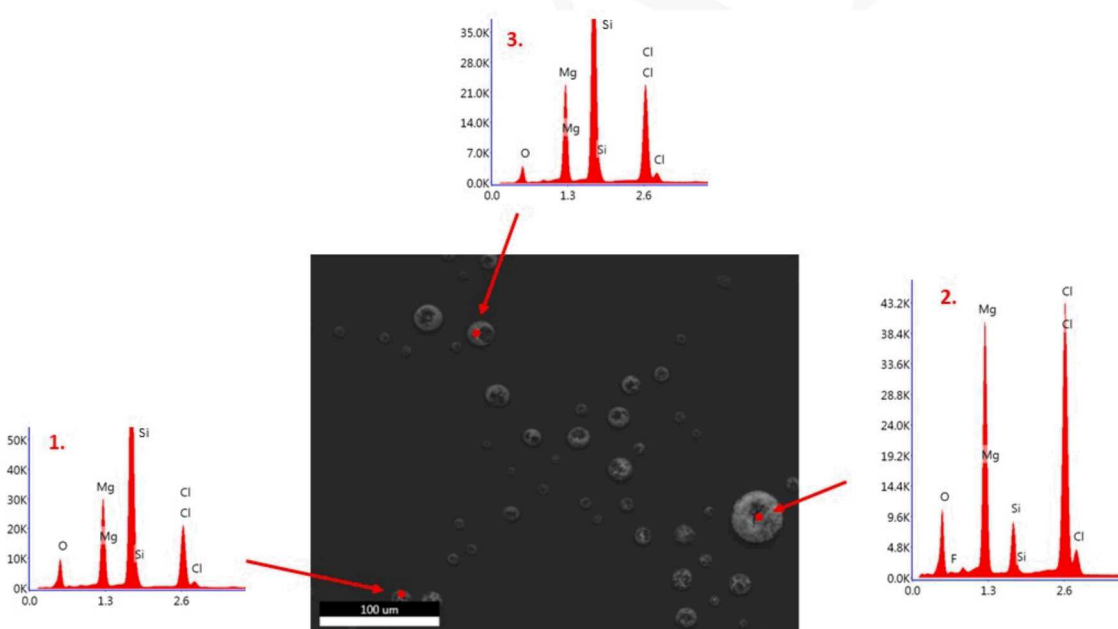 3.
35.0K
28.0K
21.0K
14.0K
7.0K
0.0K
Si
Mg
Mg
Si
O
Cl
Cl
Cl
0.0 1.3 2.6
2.
43.2K
38.4K
33.6K
28.8K
24.0K
19.2K
14.4K
9.6K
4.8K
0.0K
Cl
Cl
Mg
Mg
O
F
Si
Si
Cl
0.0 1.3 2.6
1.
50K
40K
30K
20K
10K
0K
Si
Mg
Mg
Si
O
Cl
Cl
Cl
0.0 1.3 2.6
100 um